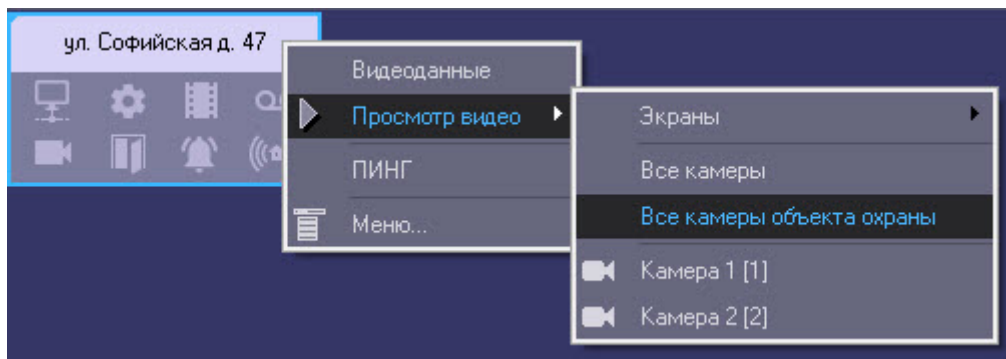 ул. Софийская д. 47
Видеоданные
Просмотр видео
ПИНГ
Меню...
Экраны
Все камеры
Все камеры объекта охраны
Камера 1 [1]
Камера 2 [2]